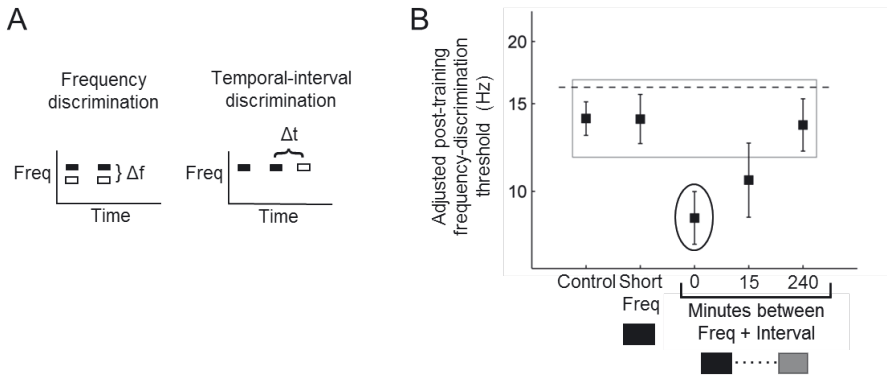 A
Frequency
discrimination
Freq
Δf
Time
Temporal-interval
discrimination
Δt
Freq
Time
B
Adjusted post-training
frequency-discrimination
threshold (Hz)
20
15
10
Control
Short
Freq
0
15
240
Minutes between
Freq + Interval